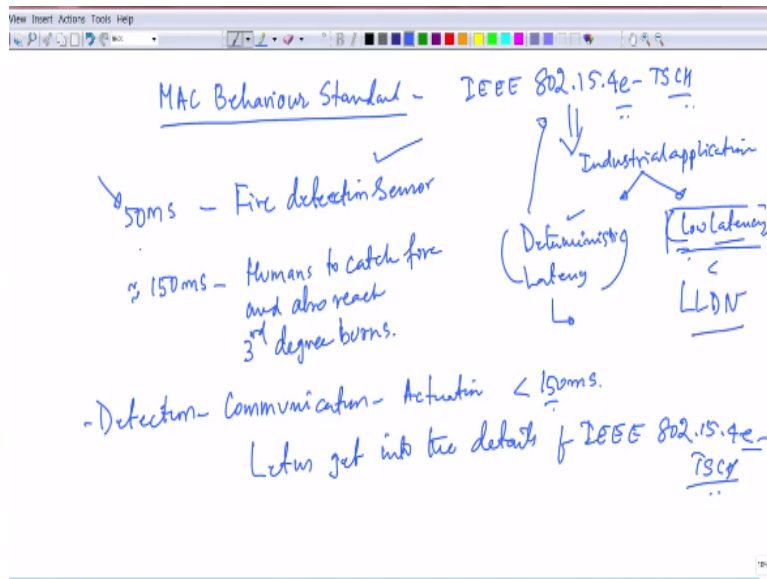 View Insert Actions Tools Help
MAC Behaviour Standard - IEEE 802.15.4e - TSCH
Industrial application
50ms - Fire detection Sensor
(Deterministic
Latency)
Low Latency
<
LLDN
≈ 150ms - Humans to catch fire
and also reach
3rd degree burns.
- Detection - Communication - Actuation < 150ms.
Let us get into the details of IEEE 802.15.4e -
TSCH